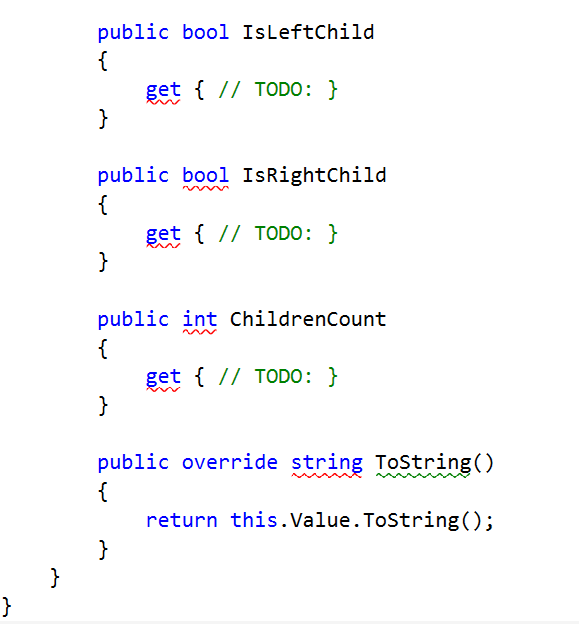 public bool IsLeftChild
{
get { // TODO: }
}
public bool IsRightChild
{
get { // TODO: }
}
public int ChildrenCount
{
get { // TODO: }
}
public override string ToString()
{
return this.Value.ToString();
}
}
}